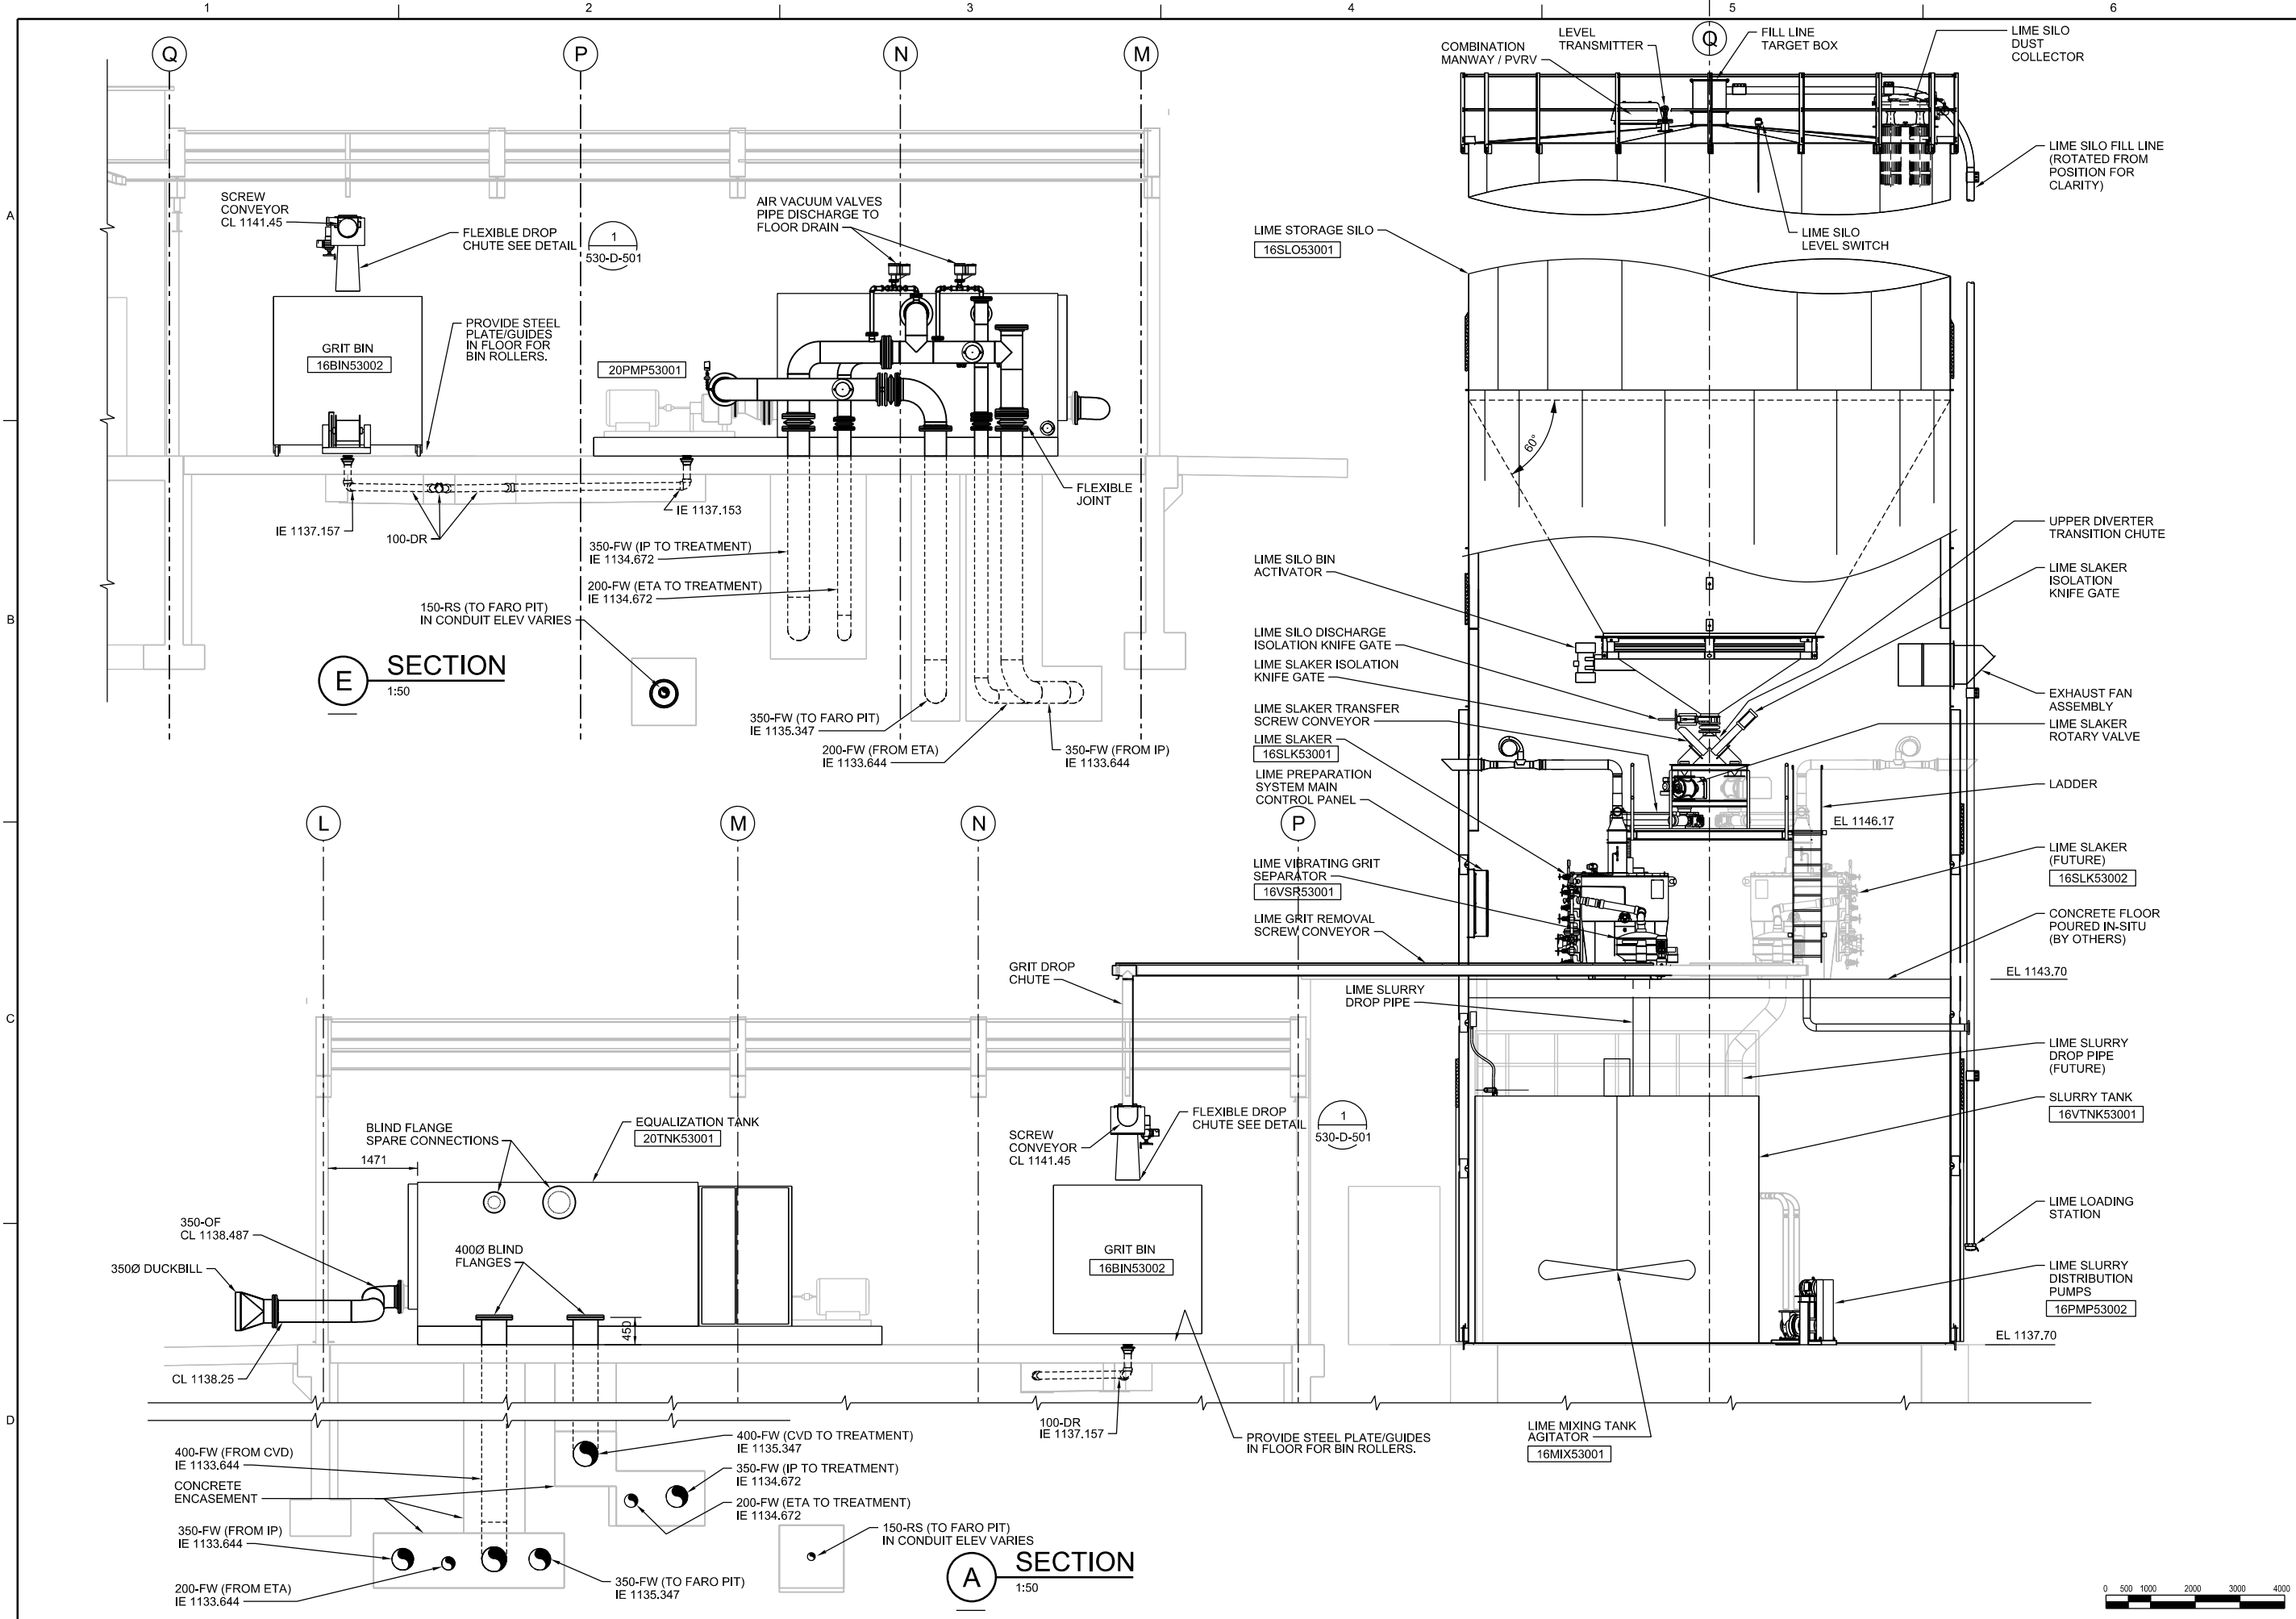 1
2
3
4
5
6
Q
P
N
M
Q
COMBINATION
MANWAY / PVRV
LEVEL
TRANSMITTER
FILL LINE
TARGET BOX
LIME SILO
DUST
COLLECTOR
LIME SILO FILL LINE
(ROTATED FROM
POSITION FOR
CLARITY)
A
SCREW
CONVEYOR
CL 1141.45
FLEXIBLE DROP
CHUTE SEE DETAIL
1
530-D-501
AIR VACUUM VALVES
PIPE DISCHARGE TO
FLOOR DRAIN
LIME STORAGE SILO
16SLO53001
LIME SILO
LEVEL SWITCH
PROVIDE STEEL
PLATE/GUIDES
IN FLOOR FOR
BIN ROLLERS.
GRIT BIN
16BIN53002
20PMP53001
60°
FLEXIBLE
JOINT
IE 1137.157
100-DR
IE 1137.153
350-FW (IP TO TREATMENT)
IE 1134.672
200-FW (ETA TO TREATMENT)
IE 1134.672
150-RS (TO FARO PIT)
IN CONDUIT ELEV VARIES
B
E
SECTION
1:50
350-FW (TO FARO PIT)
IE 1135.347
200-FW (FROM ETA)
IE 1133.644
350-FW (FROM IP)
IE 1133.644
LIME SILO BIN
ACTIVATOR
LIME SILO DISCHARGE
ISOLATION KNIFE GATE
LIME SLAKER ISOLATION
KNIFE GATE
LIME SLAKER TRANSFER
SCREW CONVEYOR
LIME SLAKER
16SLK53001
LIME PREPARATION
SYSTEM MAIN
CONTROL PANEL
UPPER DIVERTER
TRANSITION CHUTE
LIME SLAKER
ISOLATION
KNIFE GATE
EXHAUST FAN
ASSEMBLY
LIME SLAKER
ROTARY VALVE
LADDER
EL 1146.17
L
M
N
P
LIME VIBRATING GRIT
SEPARATOR
16VSR53001
LIME GRIT REMOVAL
SCREW CONVEYOR
LIME SLAKER
(FUTURE)
16SLK53002
CONCRETE FLOOR
POURED IN-SITU
(BY OTHERS)
EL 1143.70
C
GRIT DROP
CHUTE
LIME SLURRY
DROP PIPE
LIME SLURRY
DROP PIPE
(FUTURE)
SLURRY TANK
16VTNK53001
BLIND FLANGE
SPARE CONNECTIONS
EQUALIZATION TANK
20TNK53001
1471
SCREW
CONVEYOR
CL 1141.45
FLEXIBLE DROP
CHUTE SEE DETAIL
1
530-D-501
350-OF
CL 1138.487
400Ø BLIND
FLANGES
350Ø DUCKBILL
450
GRIT BIN
16BIN53002
LIME LOADING
STATION
LIME SLURRY
DISTRIBUTION
PUMPS
16PMP53002
EL 1137.70
CL 1138.25
D
100-DR
IE 1137.157
PROVIDE STEEL PLATE/GUIDES
IN FLOOR FOR BIN ROLLERS.
LIME MIXING TANK
AGITATOR
16MIX53001
400-FW (FROM CVD)
IE 1133.644
CONCRETE
ENCASEMENT
350-FW (FROM IP)
IE 1133.644
200-FW (FROM ETA)
IE 1133.644
400-FW (CVD TO TREATMENT)
IE 1135.347
350-FW (IP TO TREATMENT)
IE 1134.672
200-FW (ETA TO TREATMENT)
IE 1134.672
150-RS (TO FARO PIT)
IN CONDUIT ELEV VARIES
350-FW (TO FARO PIT)
IE 1135.347
A
SECTION
1:50
0 500 1000 2000 3000 4000